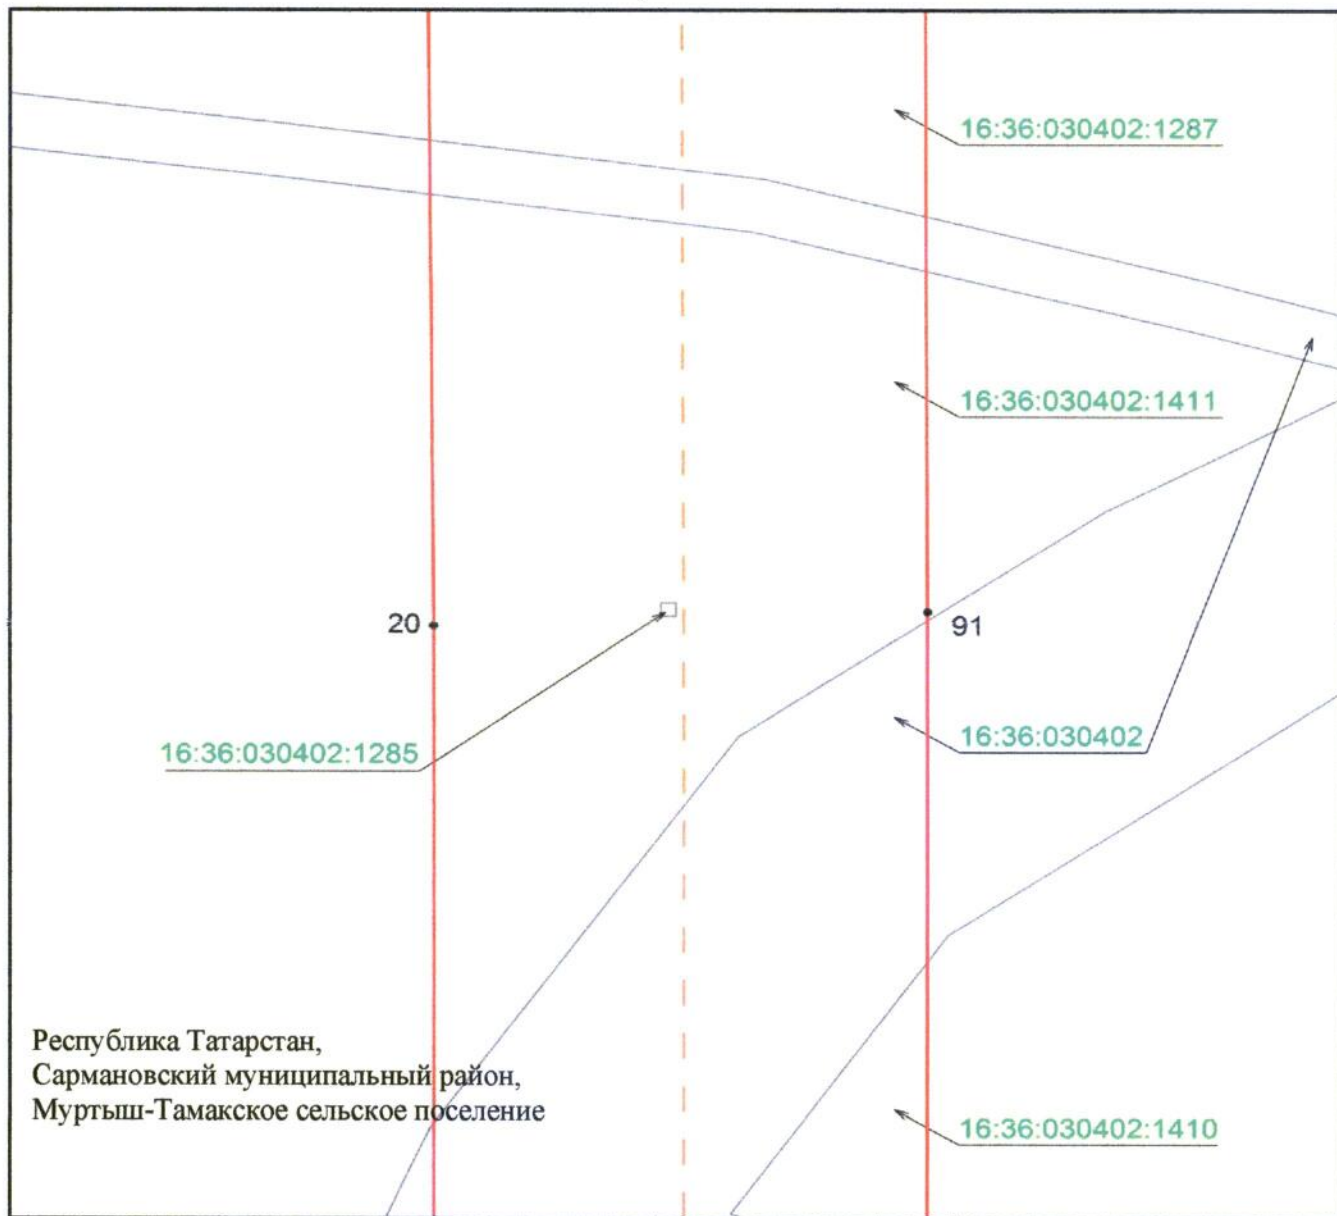 16:36:030402:1287
16:36:030402:1411
20
91
16:36:030402
16:36:030402:1285
Республика Татарстан,
Сармановский муниципальный район,
Муртыш-Тамакское сельское поселение
16:36:030402:1410